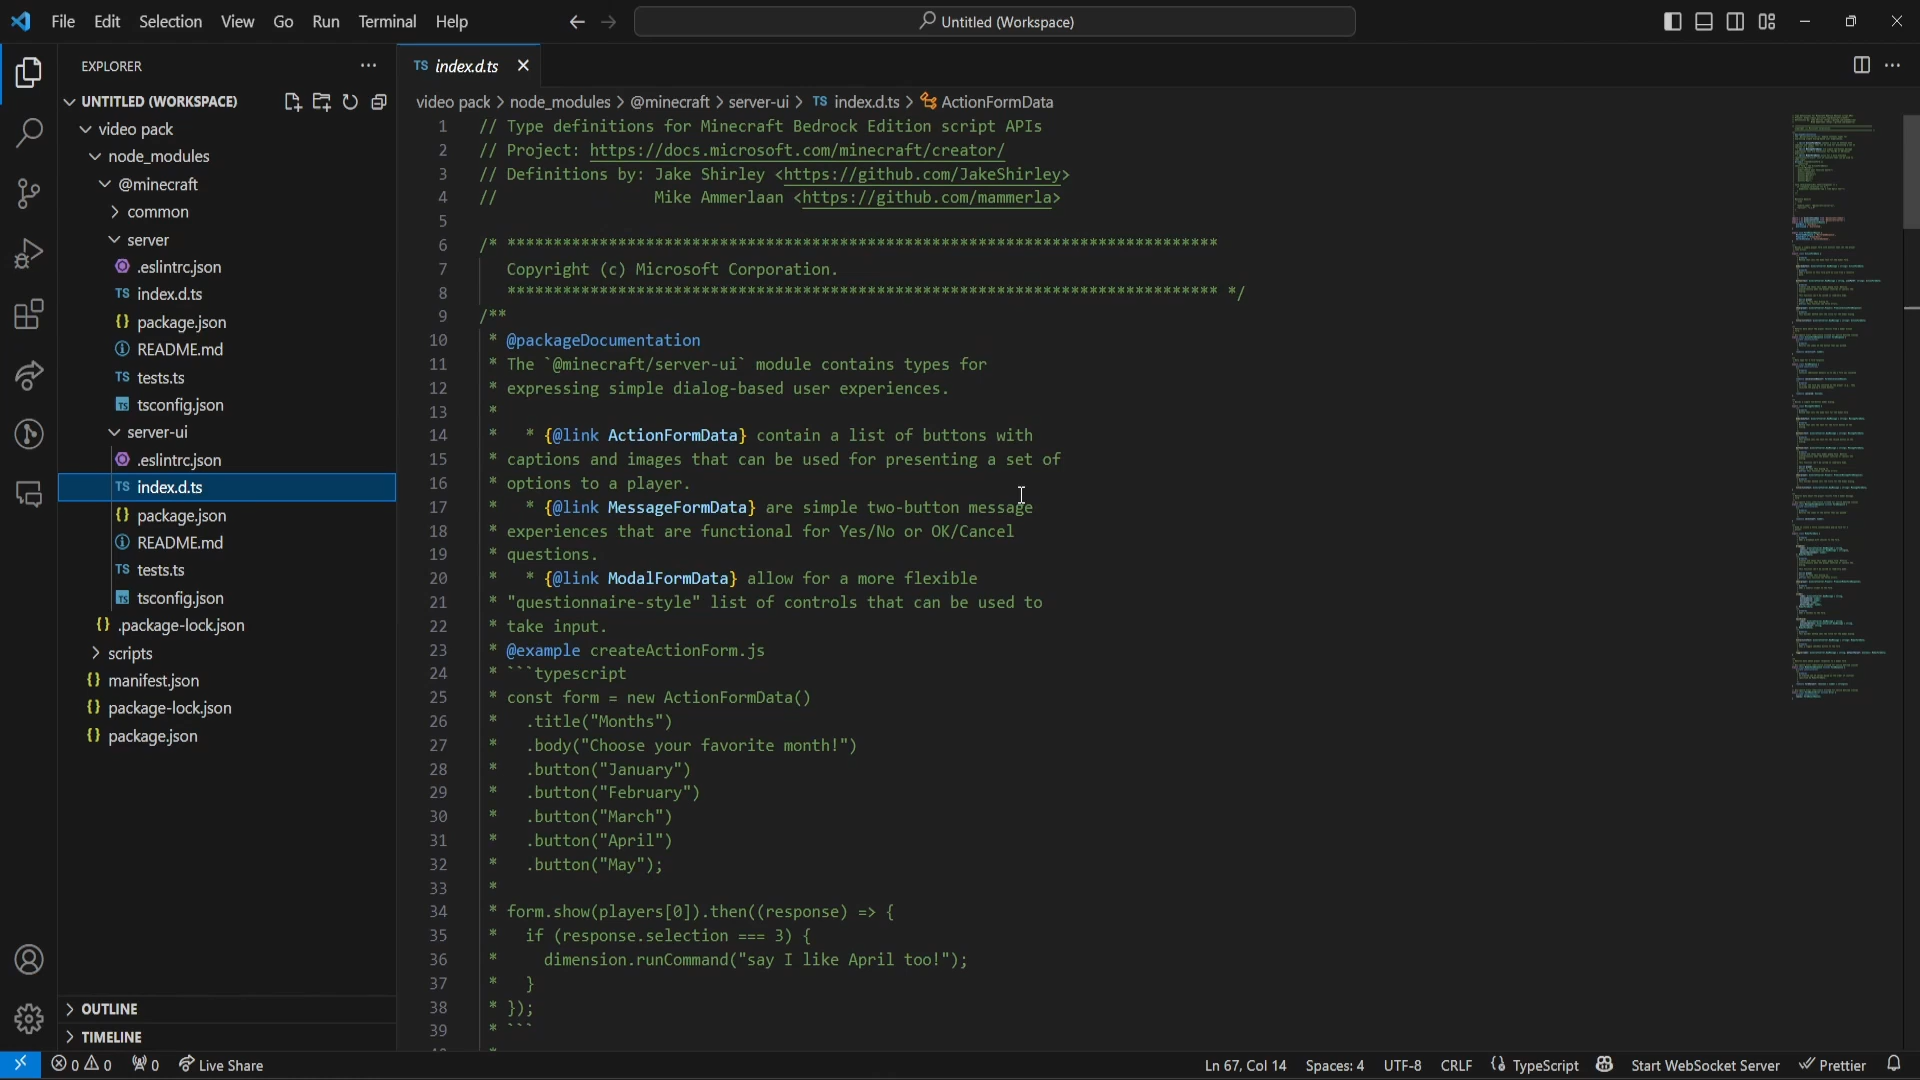 File Edit Selection View Go Run Terminal Help
Untitled (Workspace)
EXPLORER
UNTITLED (WORKSPACE)
video pack
node_modules
@minecraft
common
server
.eslintrc.json
TS index.d.ts
{} package.json
README.md
TS tests.ts
TS tsconfig.json
server-ui
.eslintrc.json
TS index.d.ts
{} package.json
README.md
TS tests.ts
TS tsconfig.json
{} .package-lock.json
scripts
{} manifest.json
{} package-lock.json
{} package.json
OUTLINE
TIMELINE
TS index.d.ts
video pack > node_modules > @minecraft > server-ui > TS index.d.ts > ActionFormData
1 // Type definitions for Minecraft Bedrock Edition script APIs
2 // Project: https://docs.microsoft.com/minecraft/creator/
3 // Definitions by: Jake Shirley <https://github.com/JakeShirley>
4 //                 Mike Ammerlaan <https://github.com/mammerla>
5
6 /* *****************************************************************************
7    Copyright (c) Microsoft Corporation.
8    ***************************************************************************** */
9 /**
10  * @packageDocumentation
11  * The `@minecraft/server-ui` module contains types for
12  * expressing simple dialog-based user experiences.
13  *
14  *   * {@link ActionFormData} contain a list of buttons with
15  * captions and images that can be used for presenting a set of
16  * options to a player.
17  *   * {@link MessageFormData} are simple two-button message
18  * experiences that are functional for Yes/No or OK/Cancel
19  * questions.
20  *   * {@link ModalFormData} allow for a more flexible
21  * "questionnaire-style" list of controls that can be used to
22  * take input.
23  * @example createActionForm.js
24  * ```typescript
25  * const form = new ActionFormData()
26  *   .title("Months")
27  *   .body("Choose your favorite month!")
28  *   .button("January")
29  *   .button("February")
30  *   .button("March")
31  *   .button("April")
32  *   .button("May");
33  *
34  * form.show(players[0]).then((response) => {
35  *   if (response.selection === 3) {
36  *     dimension.runCommand("say I like April too!");
37  *   }
38  * });
39  * ```
0 0 0 Live Share
Ln 67, Col 14 Spaces: 4 UTF-8 CRLF {} TypeScript Start WebSocket Server Prettier